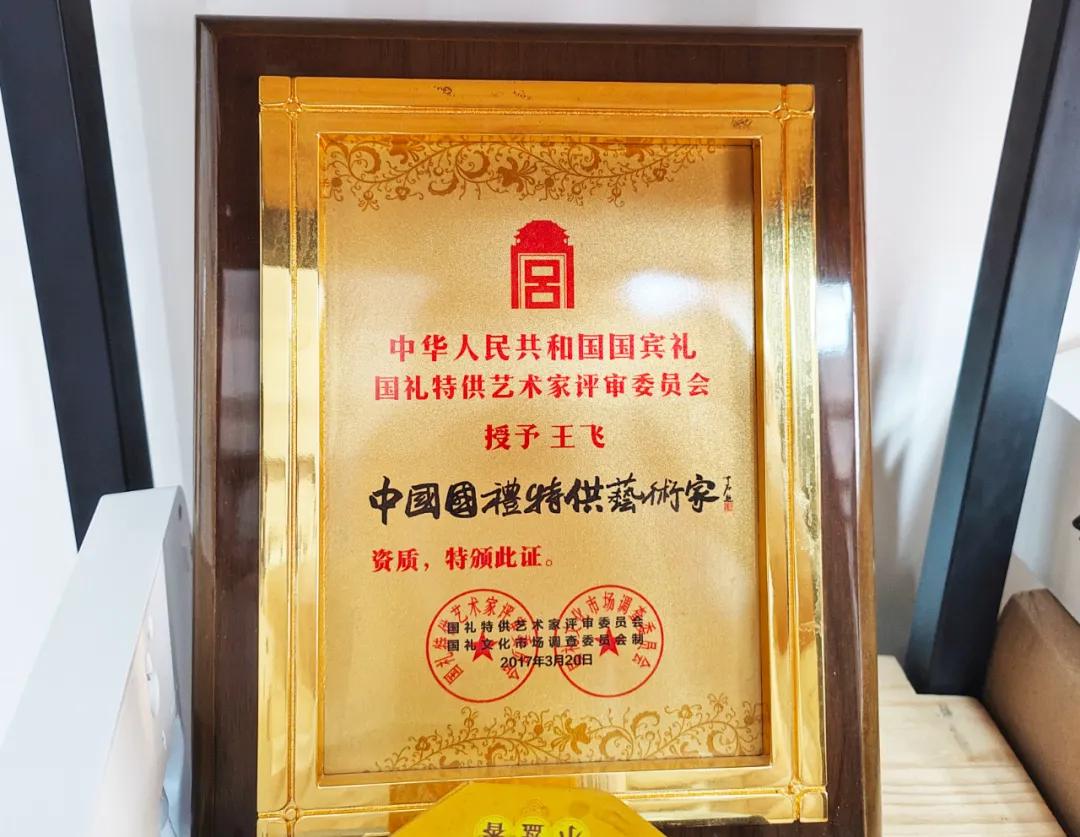 中华人民共和国国宾礼
国礼特供艺术家评审委员会
授予 王飞
中國國禮特供藝術家
资质，特颁此证。
国礼特供艺术家评审委员会
国礼文化市场调查委员会制
2017年3月20日